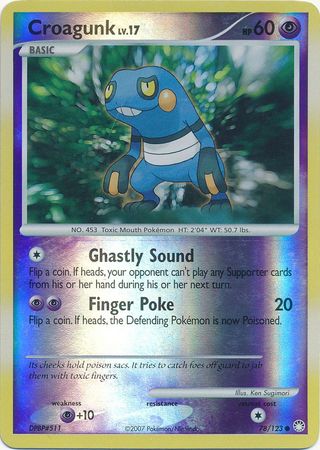 Croagunk LV.17 HP 60
BASIC
NO. 453 Toxic Mouth Pokémon HT: 2'04" WT: 50.7 lbs.
Ghastly Sound
Flip a coin. If heads, your opponent can't play any Supporter cards
from his or her hand during his or her next turn.
Finger Poke 20
Flip a coin. If heads, the Defending Pokémon is now Poisoned.
Its cheeks hold poison sacs. It tries to catch foes off guard to jab
them with toxic fingers.
Illus. Ken Sugimori
weakness resistance retreat cost
+10
DPBP#511 ©2007 Pokémon/Nintendo 78/123